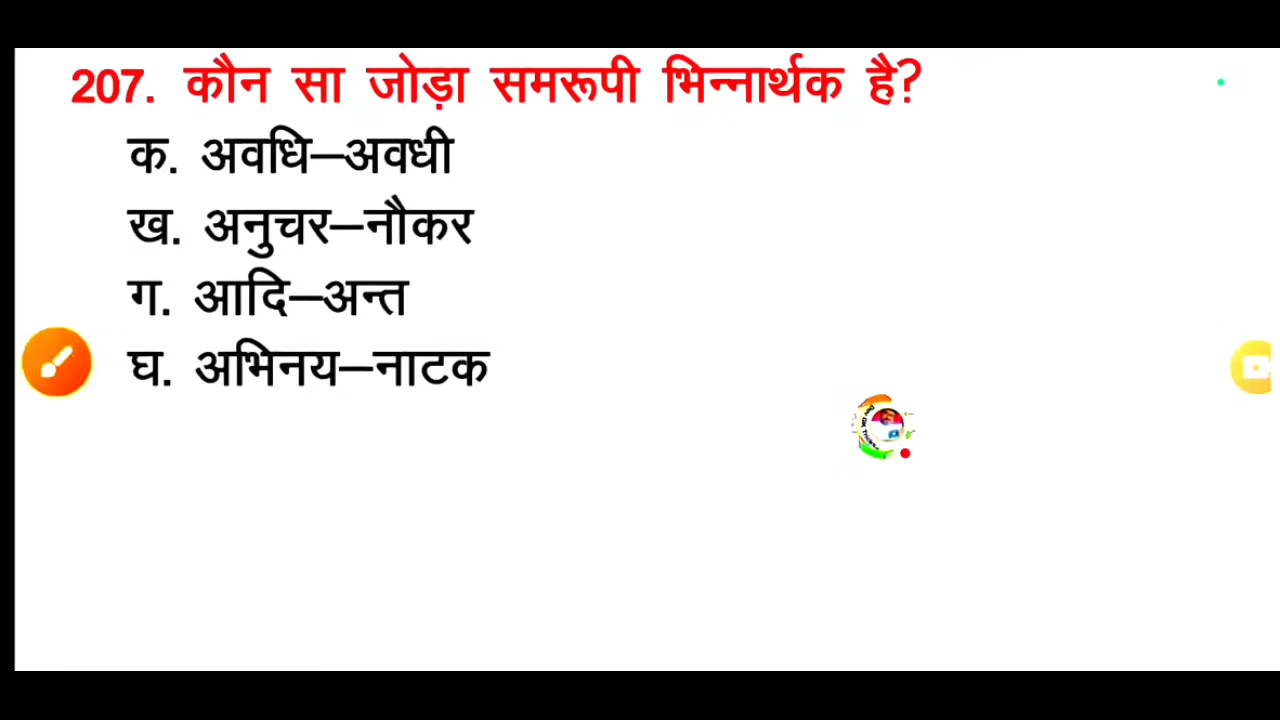 207. कौन सा जोड़ा समरूपी भिन्नार्थक है?
क. अवधि–अवधी
ख. अनुचर–नौकर
ग. आदि–अन्त
घ. अभिनय–नाटक